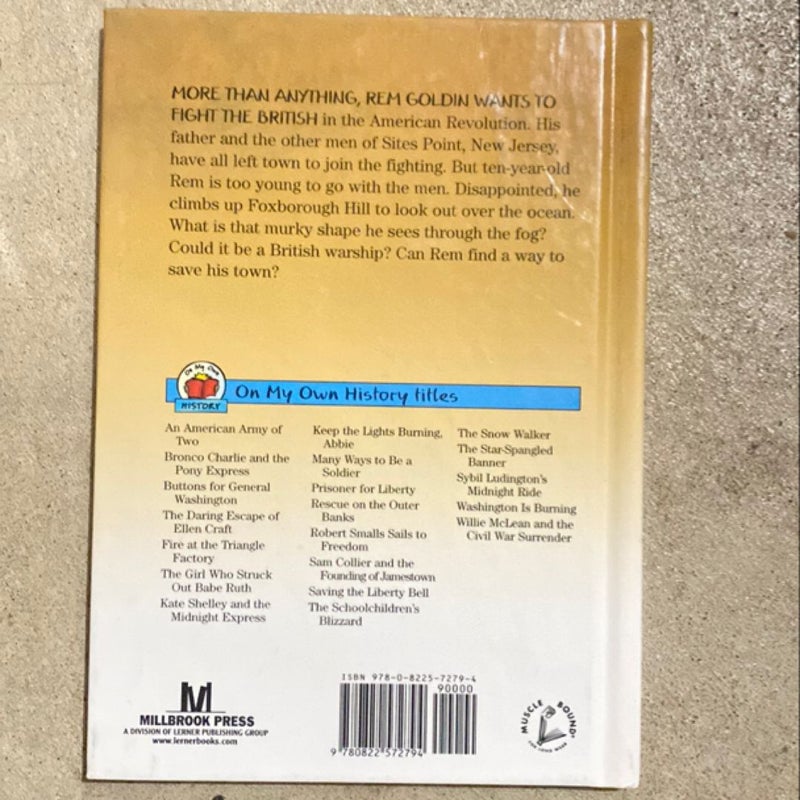 MORE THAN ANYTHING, REM GOLDIN WANTS TO
FIGHT THE BRITISH in the American Revolution. His
father and the other men of Sites Point, New Jersey,
have all left town to join the fighting. But ten-year-old
Rem is too young to go with the men. Disappointed, he
climbs up Foxborough Hill to look out over the ocean.
What is that murky shape he sees through the fog?
Could it be a British warship? Can Rem find a way to
save his town?
On My Own
HISTORY
On My Own History titles
An American Army of
Two
Bronco Charlie and the
Pony Express
Buttons for General
Washington
The Daring Escape of
Ellen Craft
Fire at the Triangle
Factory
The Girl Who Struck
Out Babe Ruth
Kate Shelley and the
Midnight Express
Keep the Lights Burning,
Abbie
Many Ways to Be a
Soldier
Prisoner for Liberty
Rescue on the Outer
Banks
Robert Smalls Sails to
Freedom
Sam Collier and the
Founding of Jamestown
Saving the Liberty Bell
The Schoolchildren's
Blizzard
The Snow Walker
The Star-Spangled
Banner
Sybil Ludington's
Midnight Ride
Washington Is Burning
Willie McLean and the
Civil War Surrender
M
MILLBROOK PRESS
A DIVISION OF LERNER PUBLISHING GROUP
www.lernerbooks.com
ISBN 978-0-8225-7279-4
90000
9 780822 572794
MUSCLE BOUND
FOR LONG WEAR